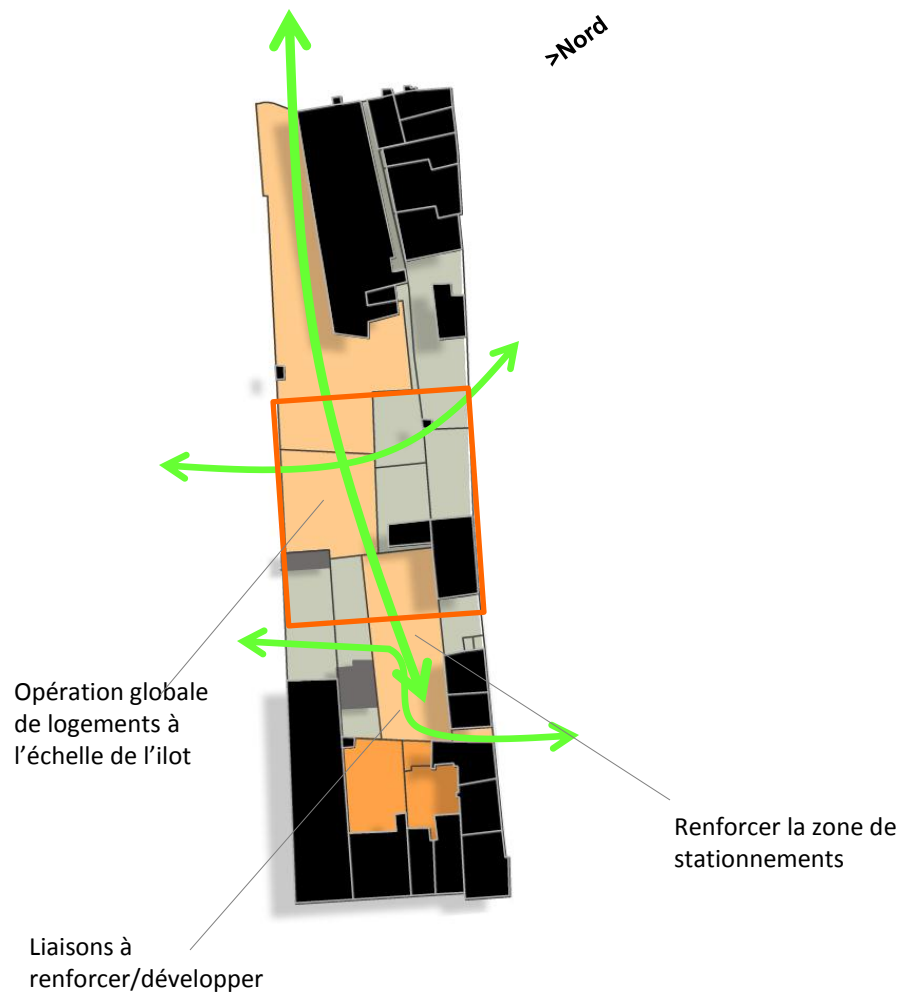 >Nord
Opération globale
de logements à
l’échelle de l’ilot
Renforcer la zone de
stationnements
Liaisons à
renforcer/développer